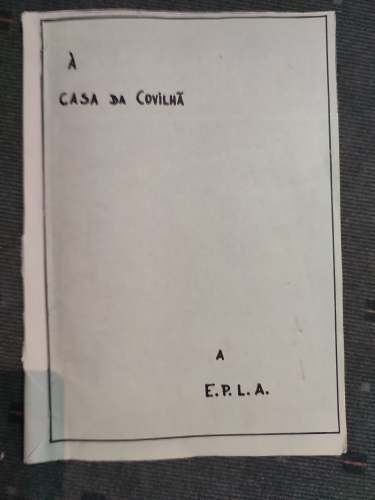 À
CASA DA COVILHÃ
A
E.P.L.A.